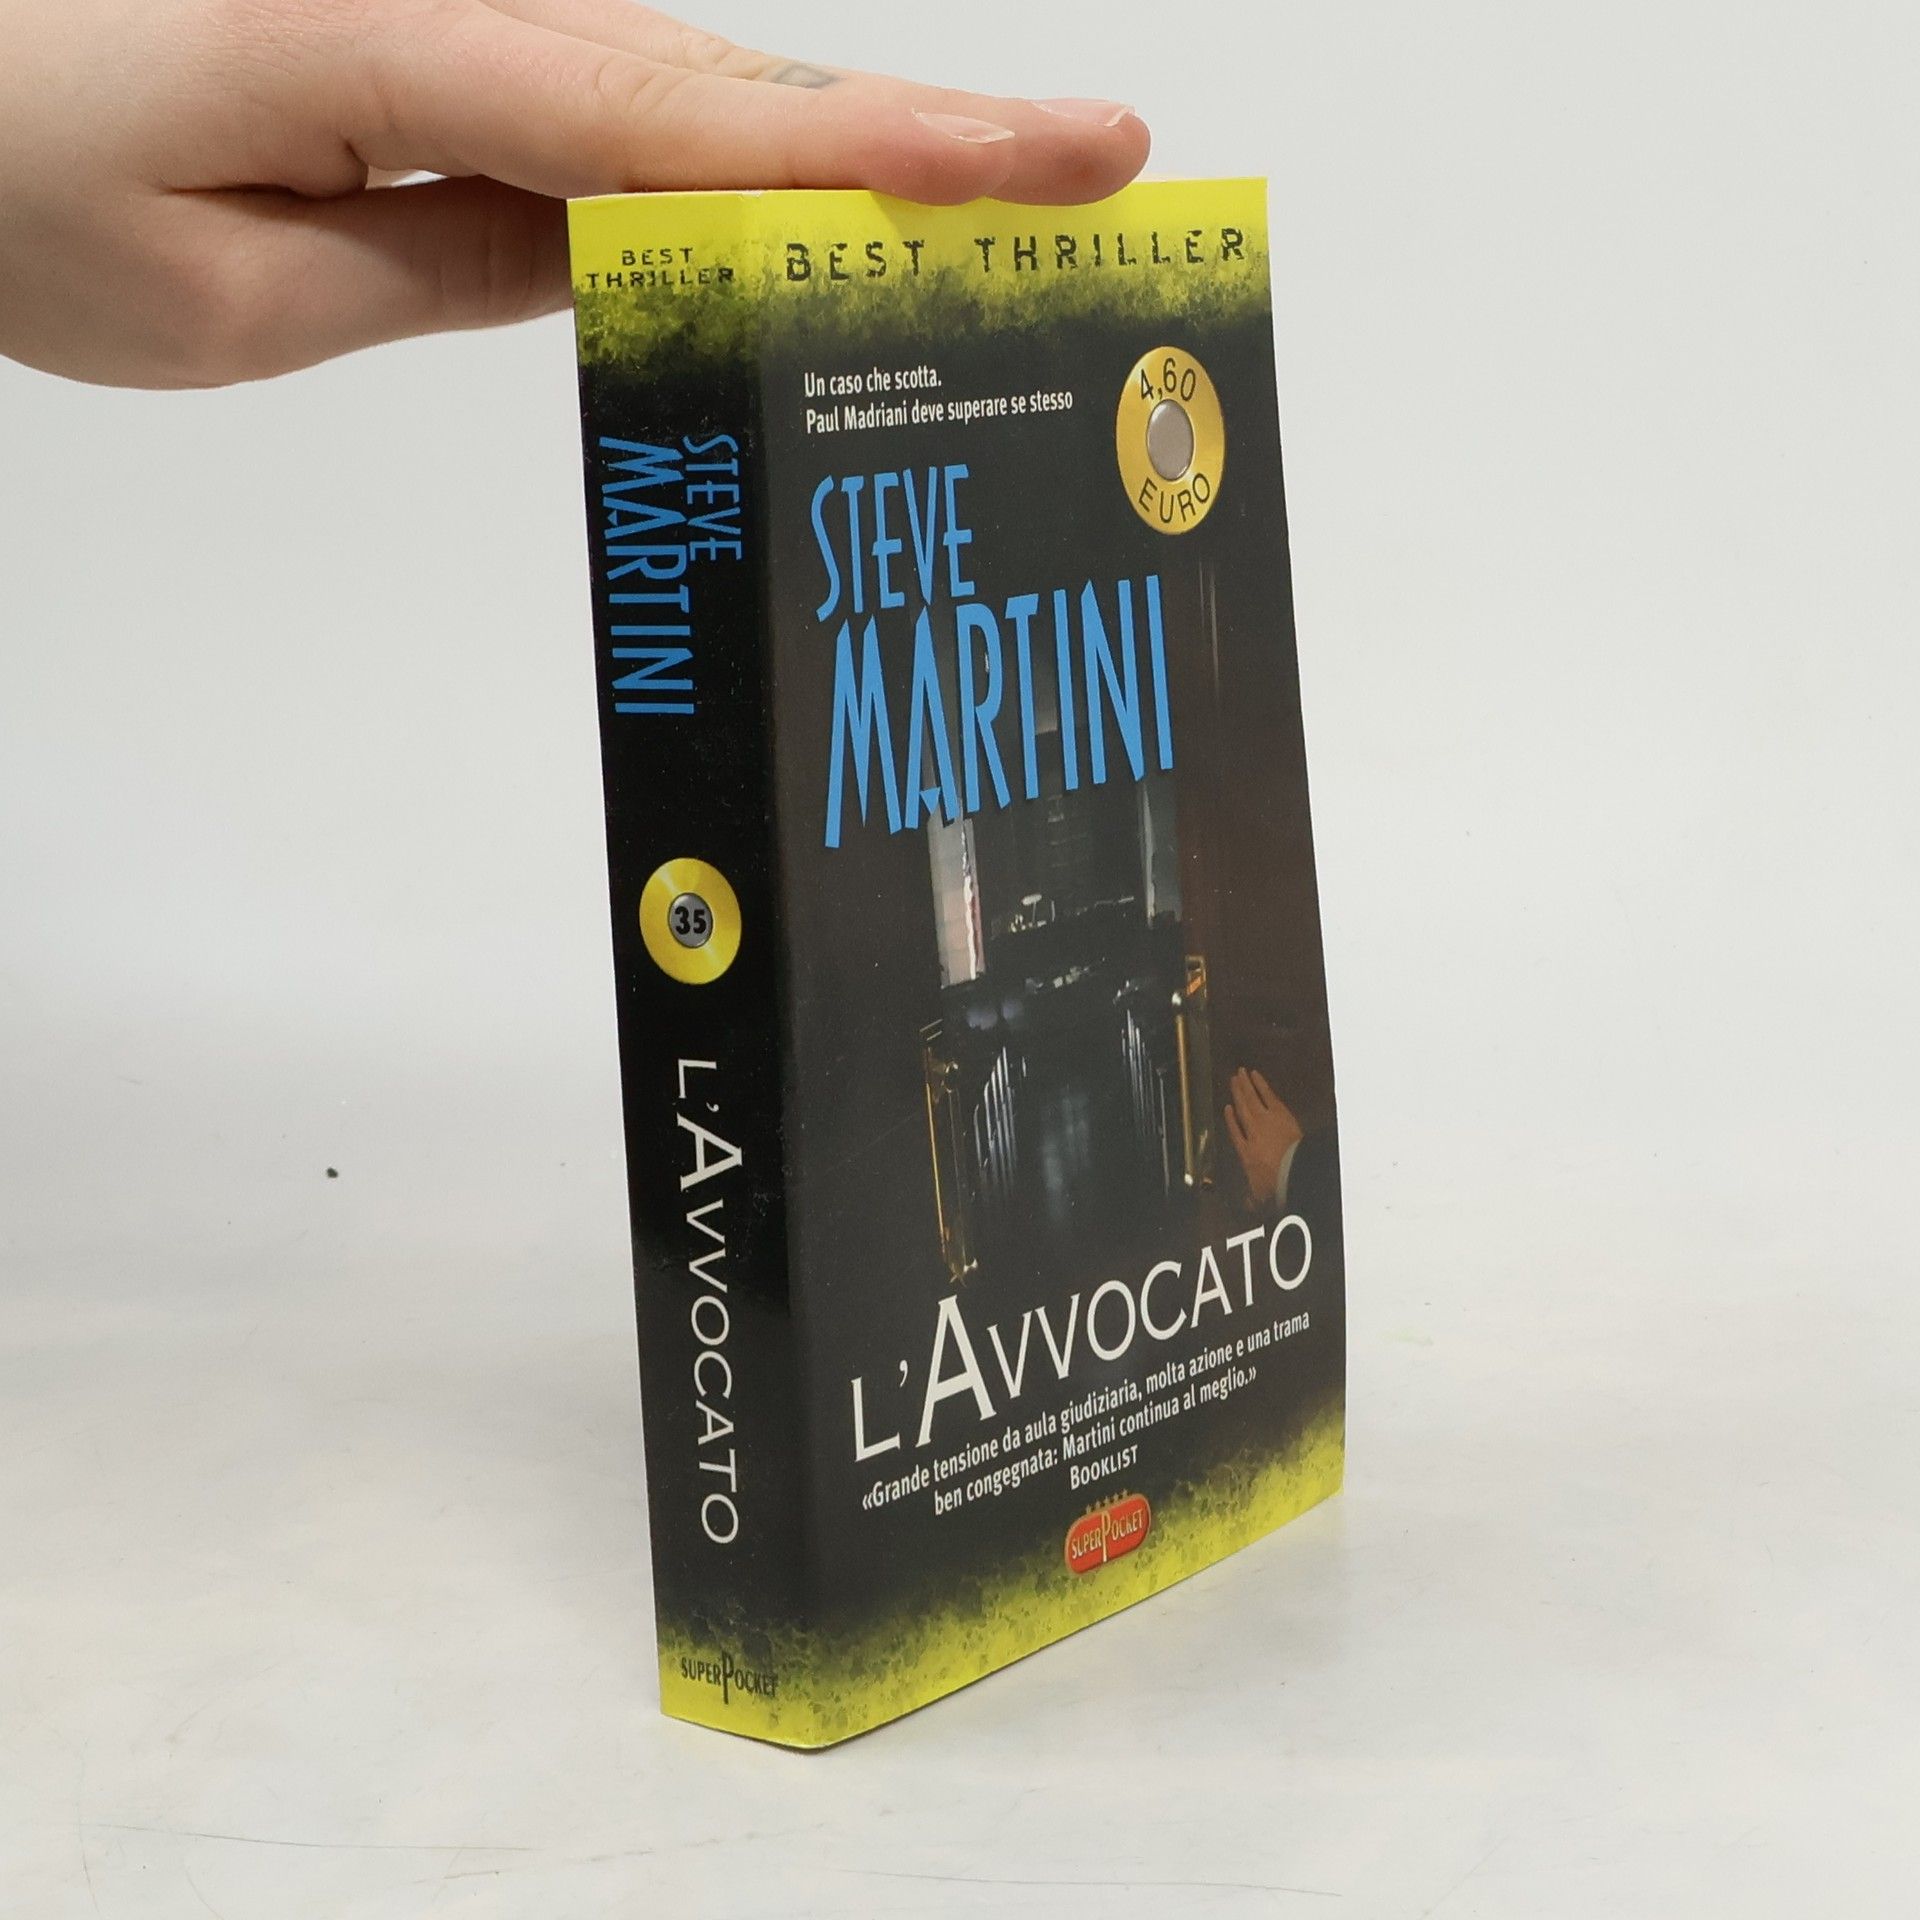 BEST
THRILLER
STEVE
MARTINI
35
L'AVVOCATO
SUPERPOCKET
BEST THRILLER
Un caso che scotta.
Paul Madriani deve superare se stesso
4,60
EURO
STEVE
MARTINI
L'AVVOCATO
«Grande tensione da aula giudiziaria, molta azione e una trama
ben congegnata: Martini continua al meglio.»
BOOKLIST
SUPERPOCKET